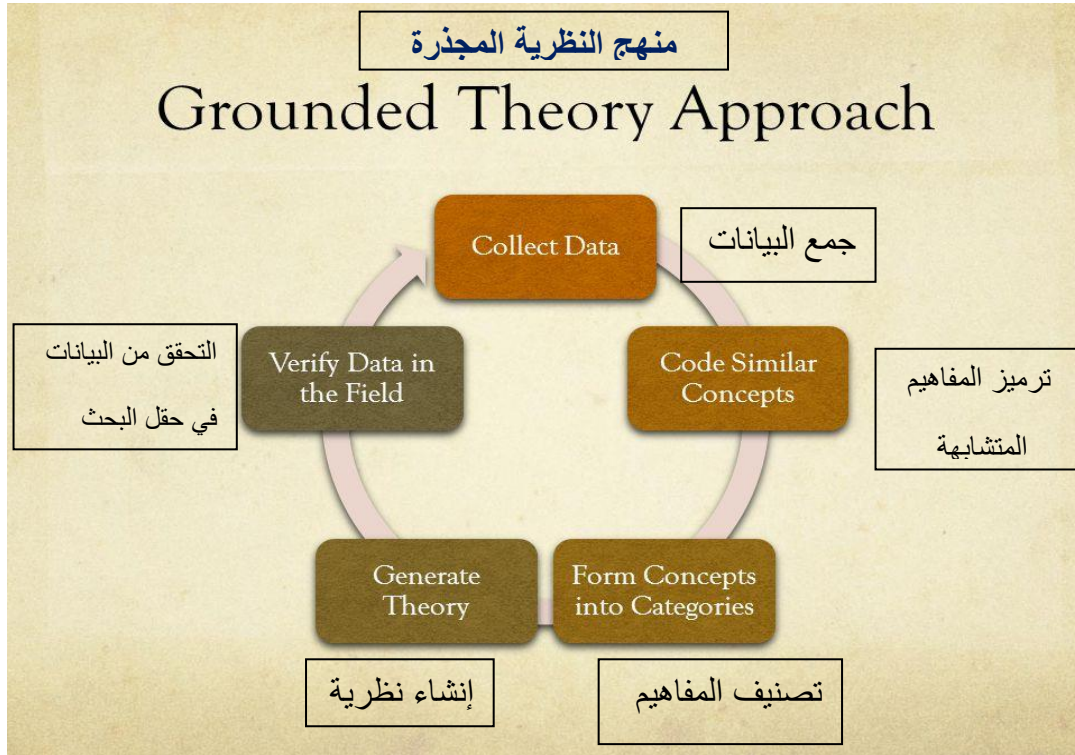 منهج النظرية المجذرة
Grounded Theory Approach
Collect Data
جمع البيانات
Verify Data in
the Field
التحقق من البيانات
في حقل البحث
Code Similar
Concepts
ترميز المفاهيم
المتشابهة
Generate
Theory
Form Concepts
into Categories
إنشاء نظرية
تصنيف المفاهيم